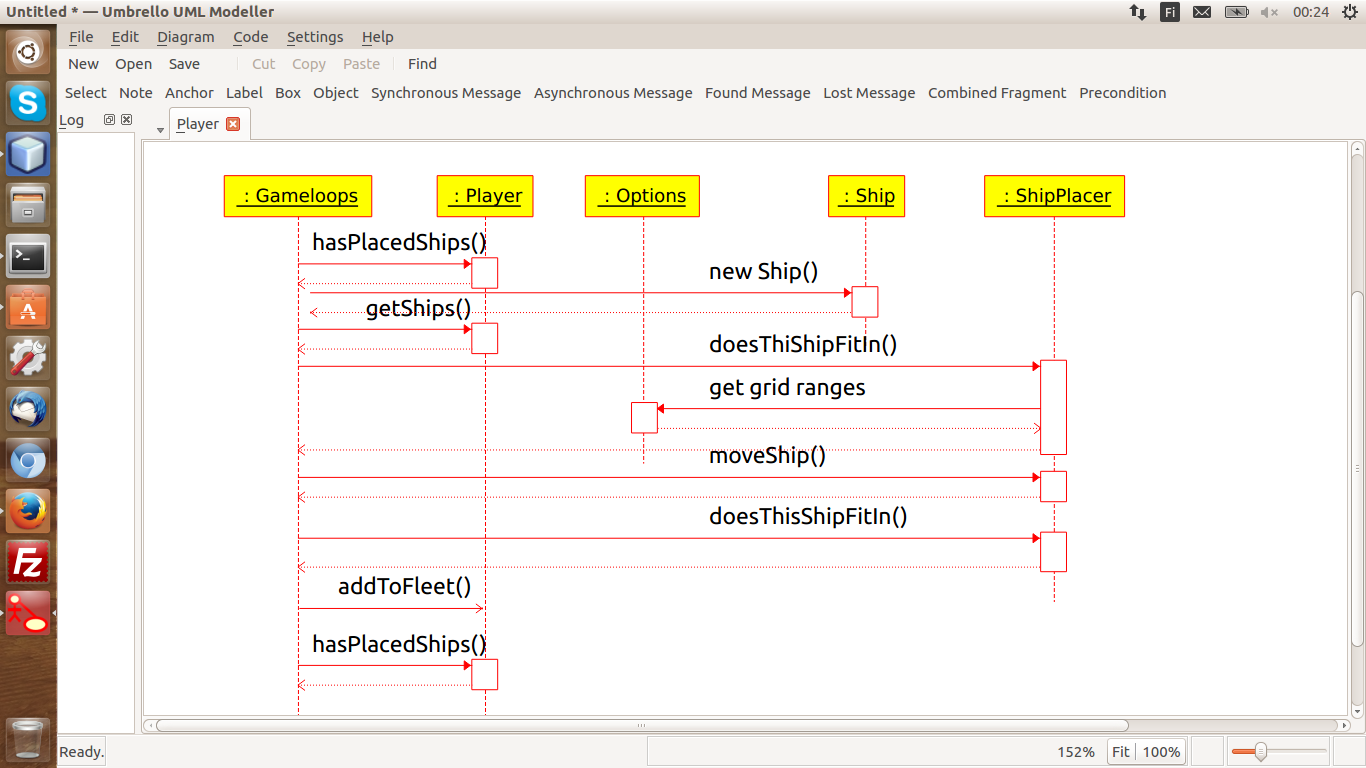 Untitled * — Umbrello UML Modeller
Fi
00:24
File Edit Diagram Code Settings Help
New Open Save Cut Copy Paste Find
Select Note Anchor Label Box Object Synchronous Message Asynchronous Message Found Message Lost Message Combined Fragment Precondition
Log
Player
: Gameloops
: Player
: Options
: Ship
: ShipPlacer
hasPlacedShips()
new Ship()
getShips()
doesThiShipFitIn()
get grid ranges
moveShip()
doesThisShipFitIn()
addToFleet()
hasPlacedShips()
Ready.
152%
Fit
100%
S
A
Fz